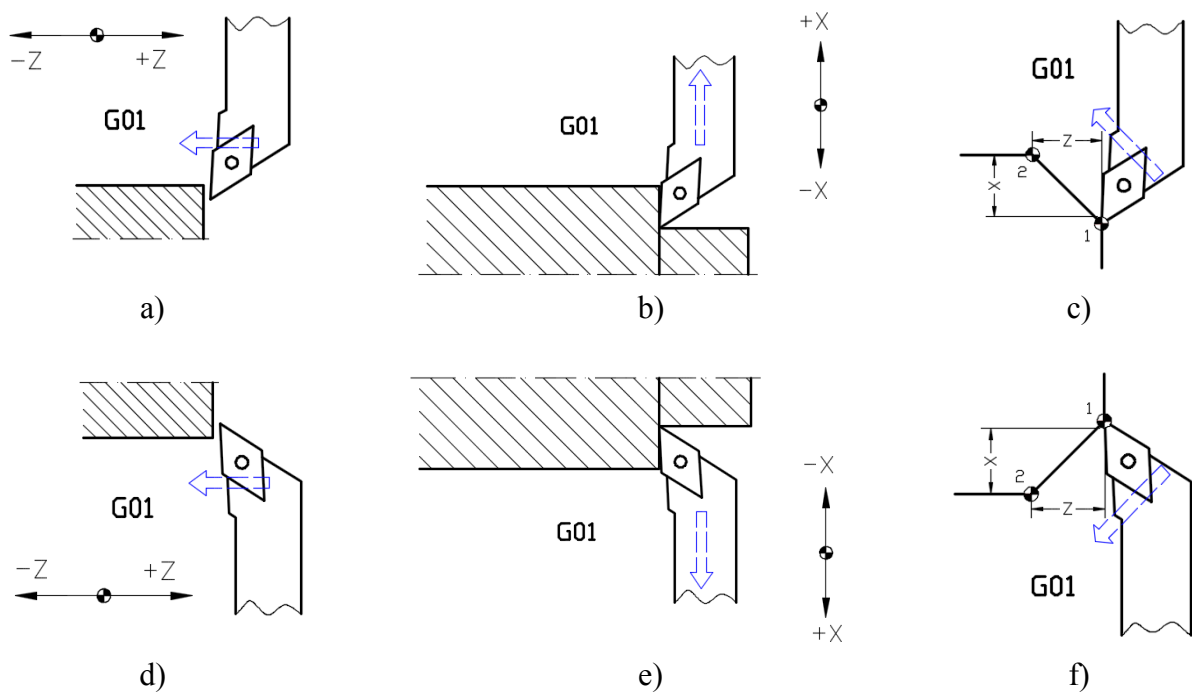 -Z +Z
G01
a)
+X
G01
-X
b)
G01
Z
X
2
1
c)
G01
-Z +Z
d)
-X
G01
+X
e)
1
X
2
Z
G01
f)